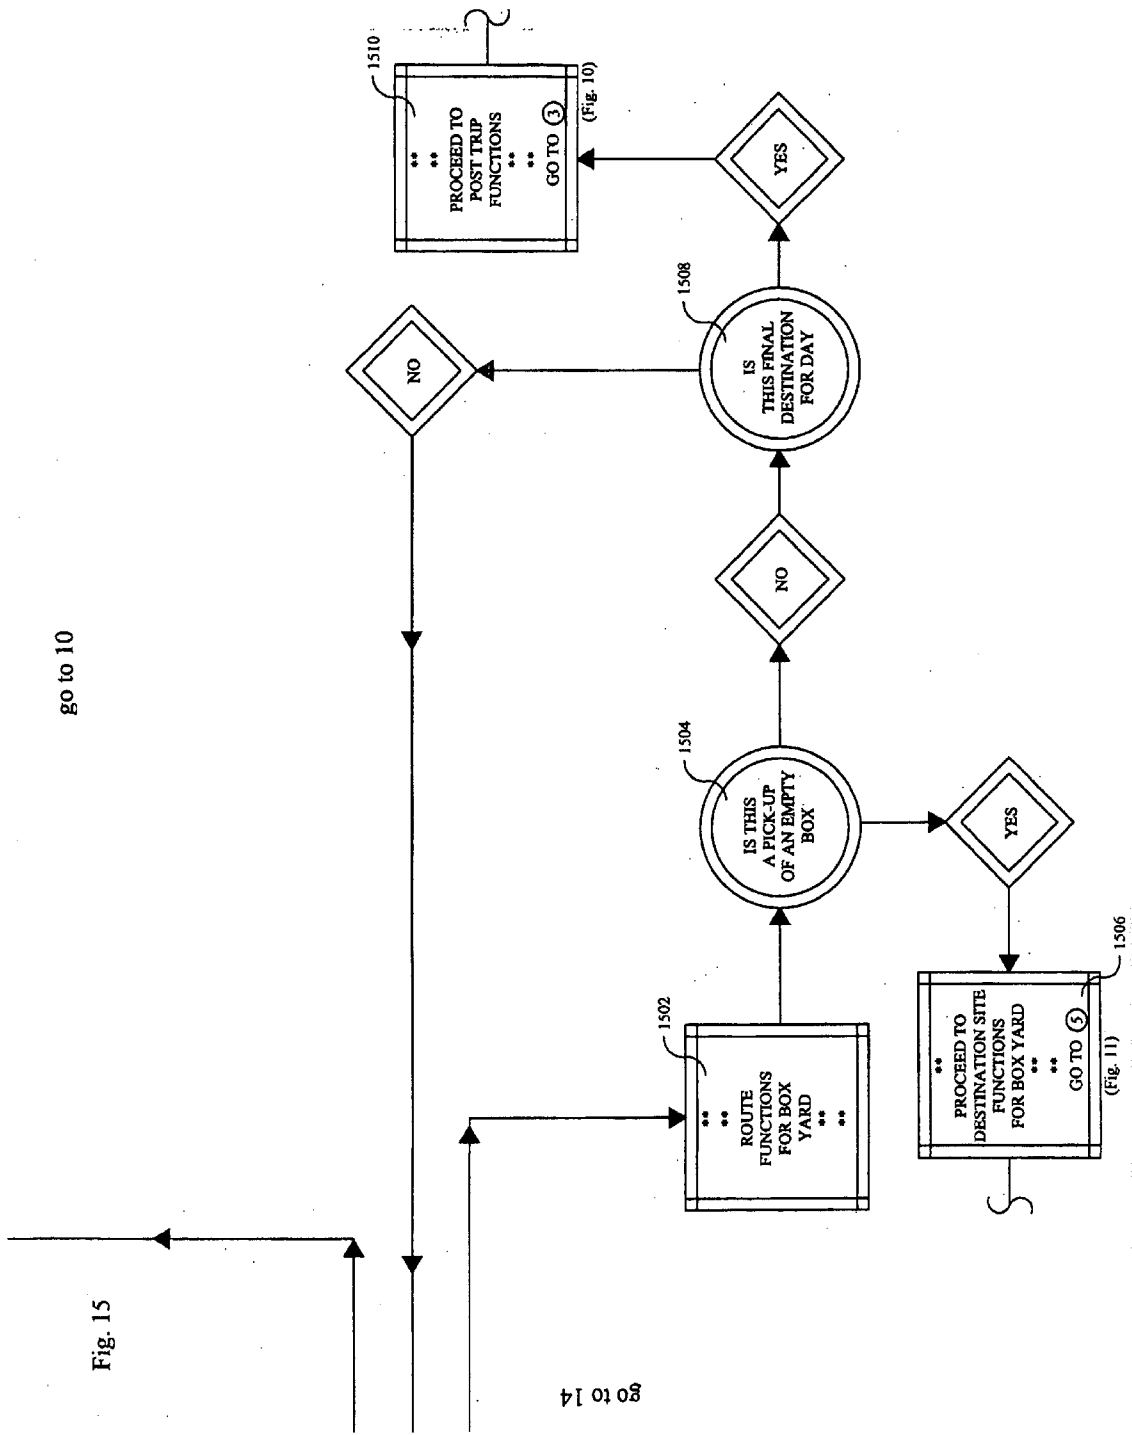 Fig. 15
go to 10
go to 14
1502
**
**
ROUTE
FUNCTIONS
FOR BOX
YARD
**
**
1504
IS THIS
A PICK-UP
OF AN EMPTY
BOX
YES
1506
**
PROCEED TO
DESTINATION SITE
FUNCTIONS
FOR BOX YARD
**
**
GO TO 5
(Fig. 11)
NO
1508
IS
THIS FINAL
DESTINATION
FOR DAY
NO
YES
1510
**
**
PROCEED TO
POST TRIP
FUNCTIONS
**
**
GO TO 3
(Fig. 10)